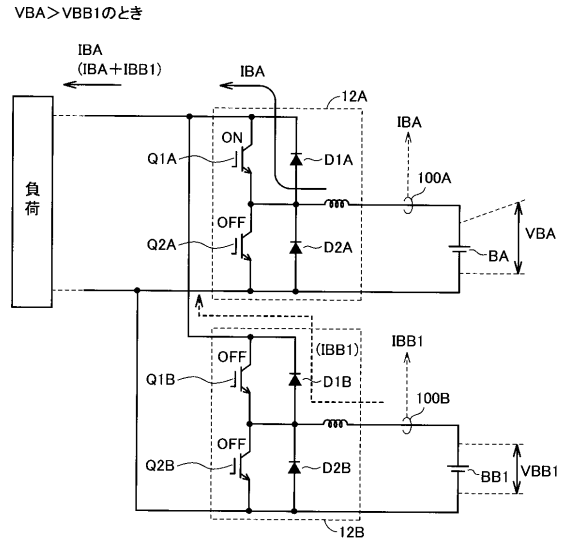 VBA＞VBB1のとき
IBA
(IBA＋IBB1)
IBA
12A
IBA
ON
Q1A
D1A
100A
負荷
OFF
Q2A
D2A
BA
VBA
(IBB1)
IBB1
OFF
Q1B
D1B
100B
OFF
Q2B
D2B
BB1
VBB1
12B